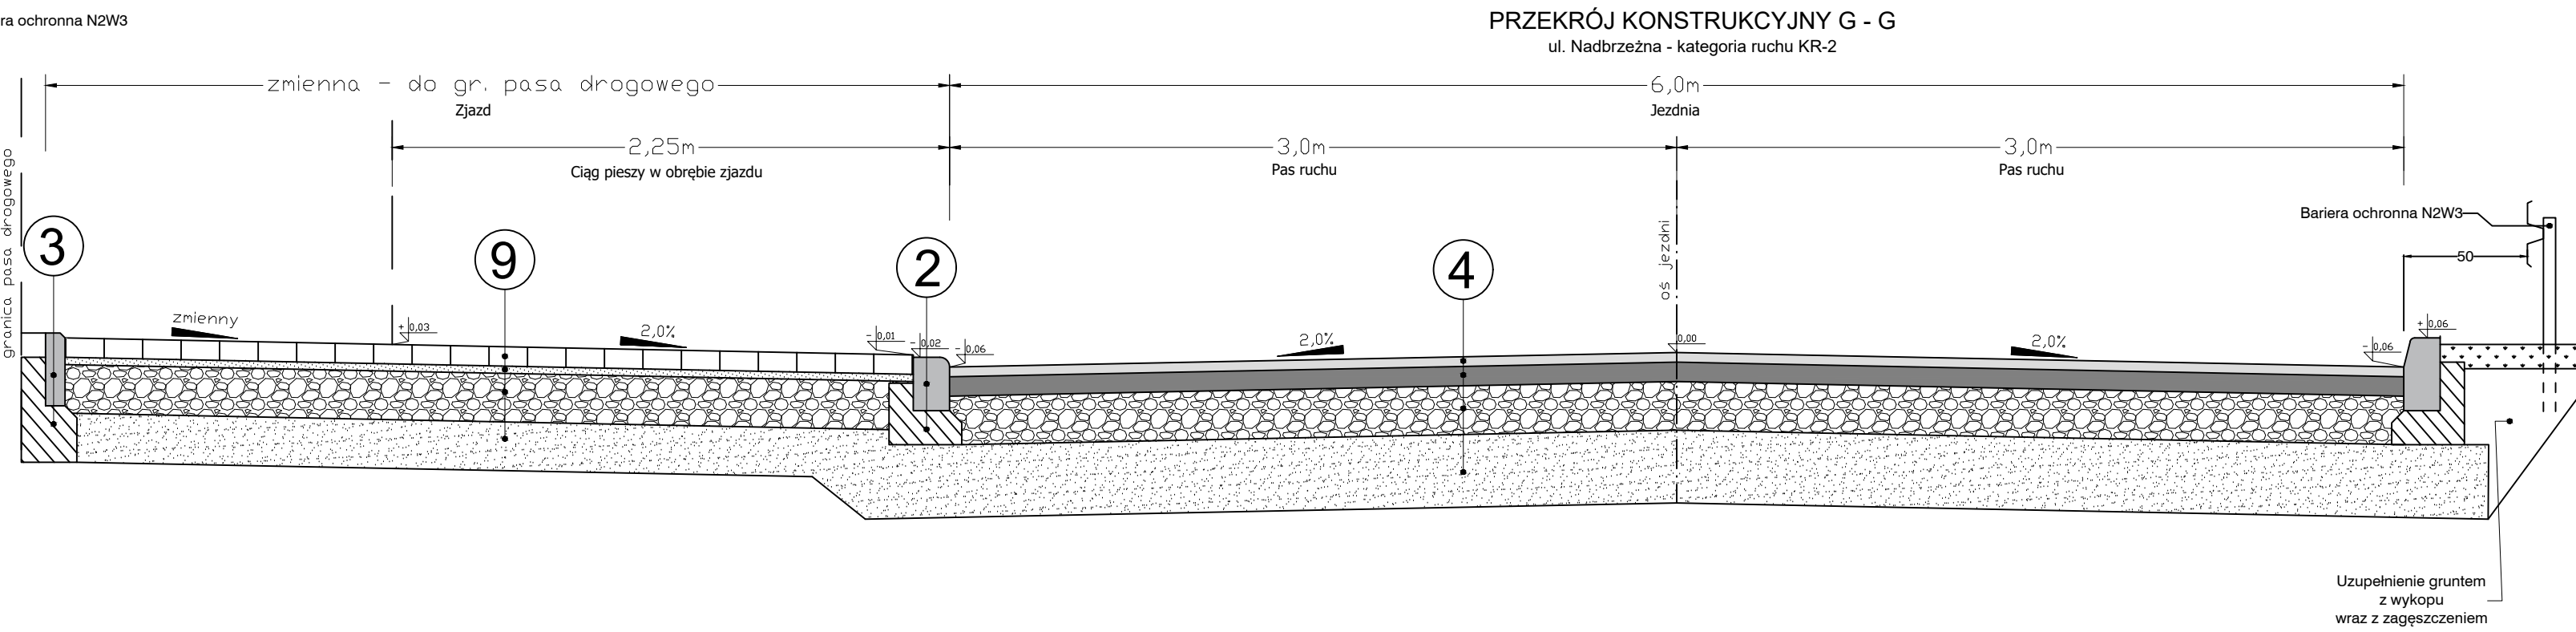 ra ochronna N2W3
PRZEKRÓJ KONSTRUKCYJNY G - G
ul. Nadbrzeżna - kategoria ruchu KR-2
zmienna - do gr. pasa drogowego
Zjazd
6,0m
Jezdnia
2,25m
Ciąg pieszy w obrębie zjazdu
3,0m
Pas ruchu
3,0m
Pas ruchu
granica pasa drogowego
oś jezdni
Bariera ochronna N2W3
50
3
9
2
4
zmienny
+ 0,03
2,0%
- 0,01
- 0,02
- 0,06
2,0%
0,00
2,0%
- 0,06
+ 0,06
Uzupełnienie gruntem
z wykopu
wraz z zagęszczeniem